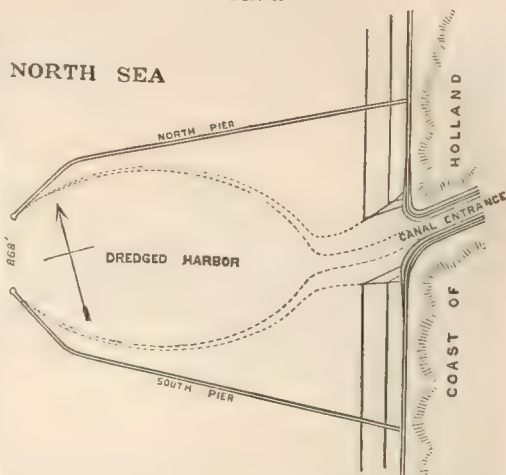 NORTH SEA
NORTH PIER
HOLLAND
CANAL ENTRANCE
868'
DREDGED HARBOR
COAST OF
SOUTH PIER